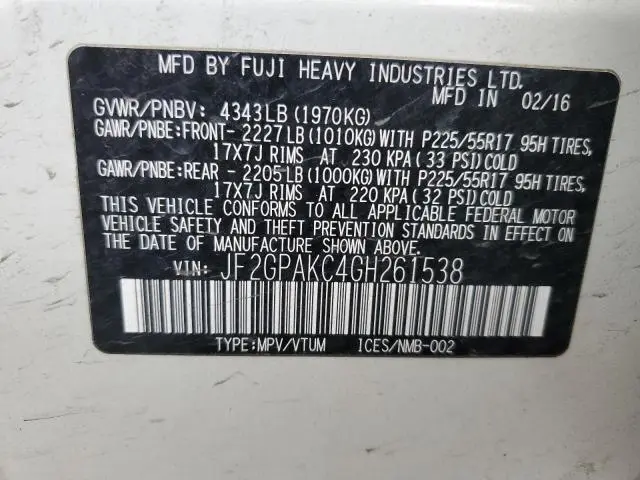 MFD BY FUJI HEAVY INDUSTRIES LTD.
MFD IN 02/16
GVWR/PNBV: 4343LB(1970KG)
GAWR/PNBE:FRONT- 2227LB(1010KG)WITH P225/55R17 95H TIRES,
17X7J RIMS AT 230 KPA(33 PSI)COLD
GAWR/PNBE:REAR - 2205LB(1000KG)WITH P225/55R17 95H TIRES,
17X7J RIMS AT 220 KPA(32 PSI)COLD
THIS VEHICLE CONFORMS TO ALL APPLICABLE FEDERAL MOTOR
VEHICLE SAFETY AND THEFT PREVENTION STANDARDS IN EFFECT
ON THE DATE OF MANUFACTURE SHOWN ABOVE.
VIN: JF2GPAKC4GH261538
TYPE:MPV/VTUM ICES/NMB-002